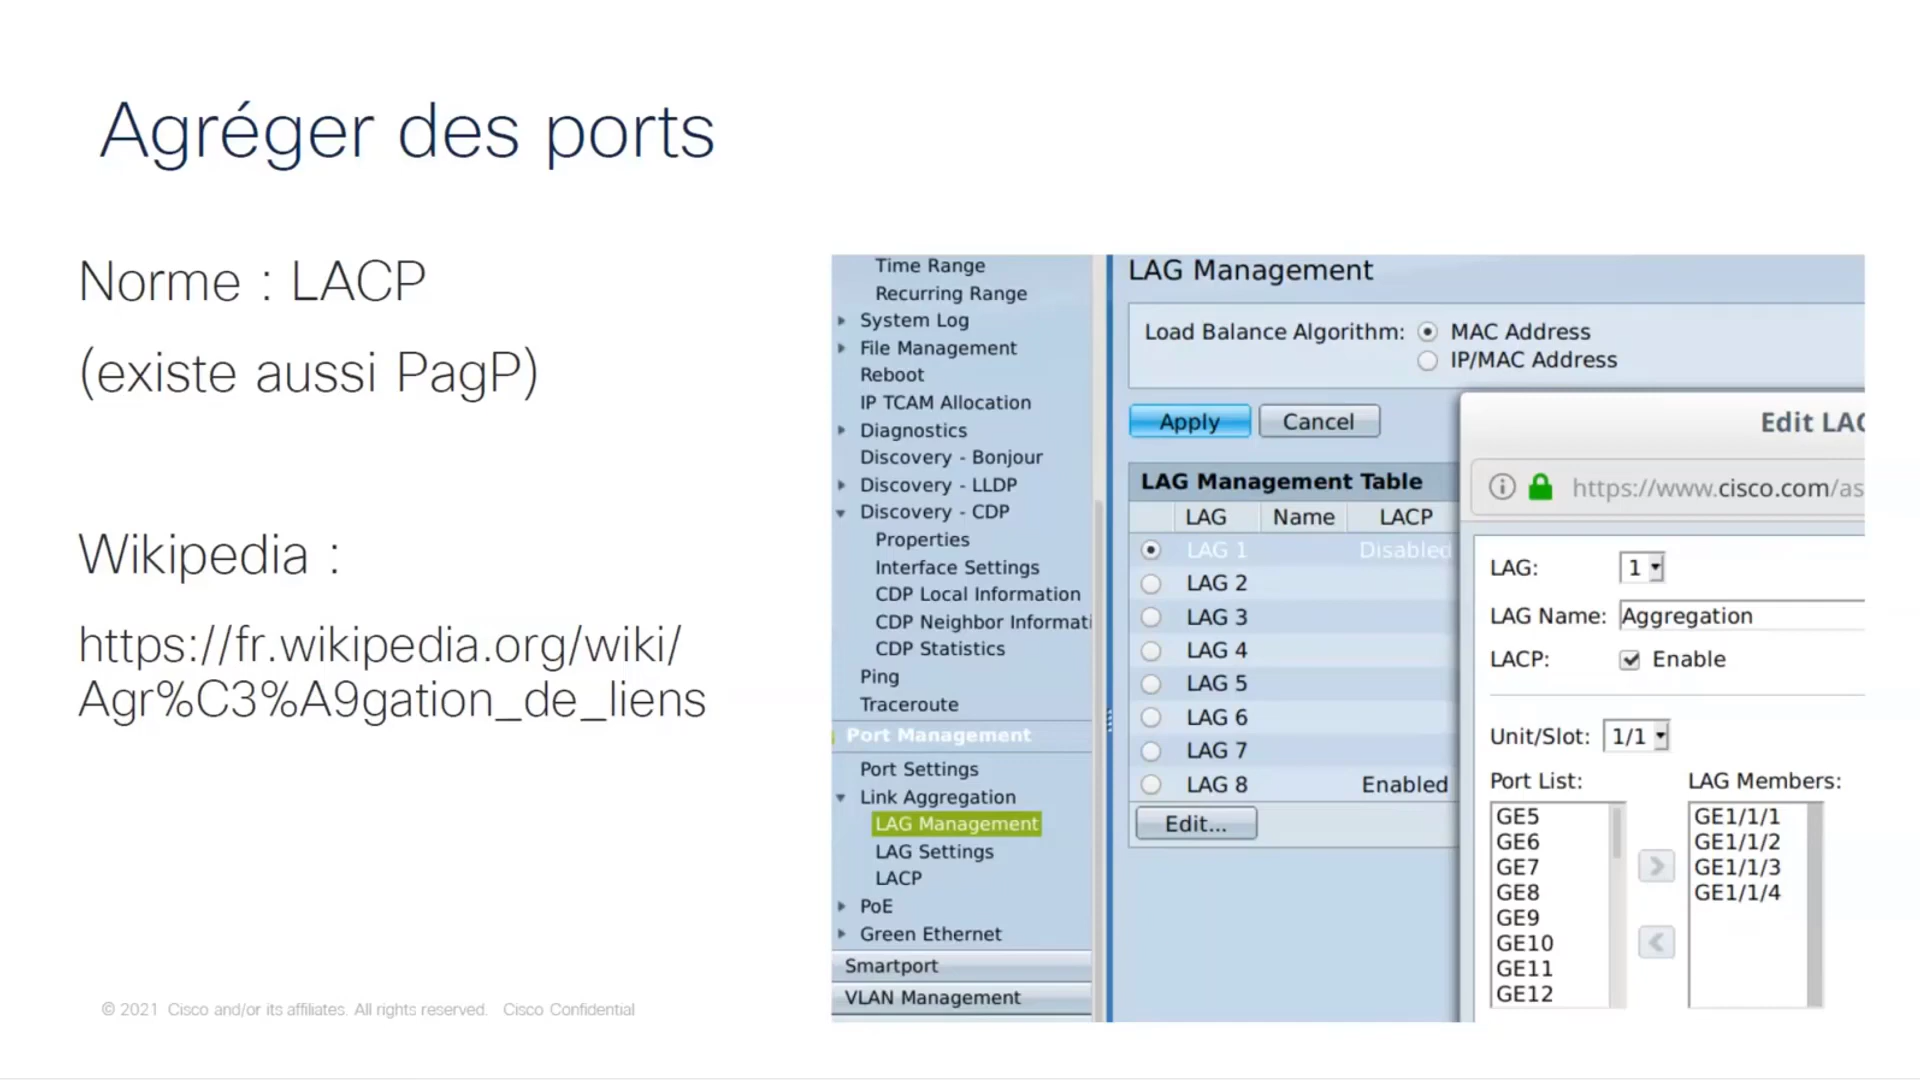 Agréger des ports
Norme : LACP
(existe aussi PagP)
Wikipedia :
https://fr.wikipedia.org/wiki/
Agr%C3%A9gation_de_liens
© 2021 Cisco and/or its affiliates. All rights reserved. Cisco Confidential
Time Range
Recurring Range
System Log
File Management
Reboot
IP TCAM Allocation
Diagnostics
Discovery - Bonjour
Discovery - LLDP
Discovery - CDP
Properties
Interface Settings
CDP Local Information
CDP Neighbor Informati
CDP Statistics
Ping
Traceroute
Port Management
Port Settings
Link Aggregation
LAG Management
LAG Settings
LACP
PoE
Green Ethernet
Smartport
VLAN Management
LAG Management
Load Balance Algorithm: MAC Address
IP/MAC Address
Apply Cancel
LAG Management Table
LAG Name LACP
LAG 1 Disabled
LAG 2
LAG 3
LAG 4
LAG 5
LAG 6
LAG 7
LAG 8 Enabled
Edit...
Edit LAG
https://www.cisco.com/as
LAG: 1
LAG Name: Aggregation
LACP: Enable
Unit/Slot: 1/1
Port List: LAG Members:
GE5 GE1/1/1
GE6 GE1/1/2
GE7 GE1/1/3
GE8 GE1/1/4
GE9
GE10
GE11
GE12